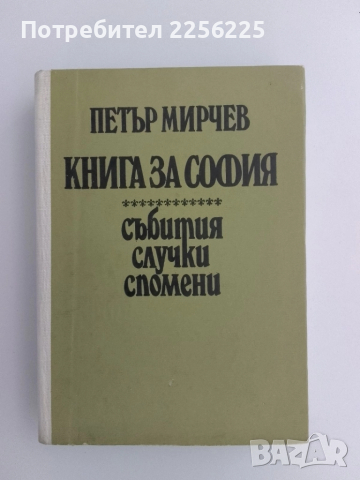 Потребител 2256225
ПЕТЪР МИРЧЕВ
КНИГА ЗА СОФИЯ
събития
случки
спомени
BAZAR